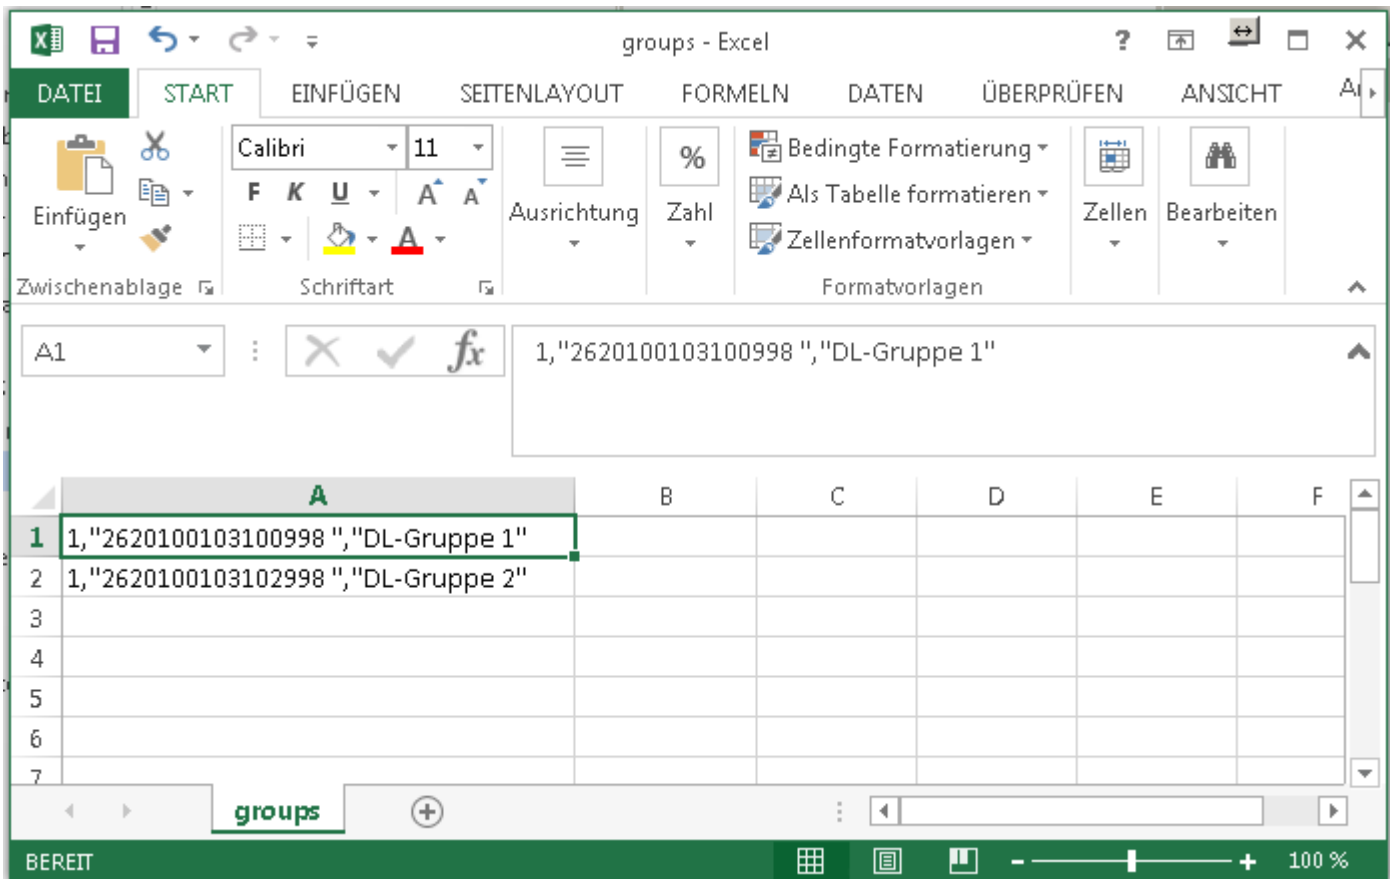 groups - Excel
DATEI START EINFÜGEN SEITENLAYOUT FORMELN DATEN ÜBERPRÜFEN ANSICHT
Calibri 11
Bedingte Formatierung
F K U A A
Als Tabelle formatieren
Einfügen
Ausrichtung Zahl Zellen Bearbeiten
A
Zellenformatvorlagen
Zwischenablage Schriftart Formatvorlagen
A1 fx 1,"2620100103100998 ","DL-Gruppe 1"
A B C D E F
1 1,"2620100103100998 ","DL-Gruppe 1"
2 1,"2620100103102998 ","DL-Gruppe 2"
3
4
5
6
7
groups
BEREIT 100 %